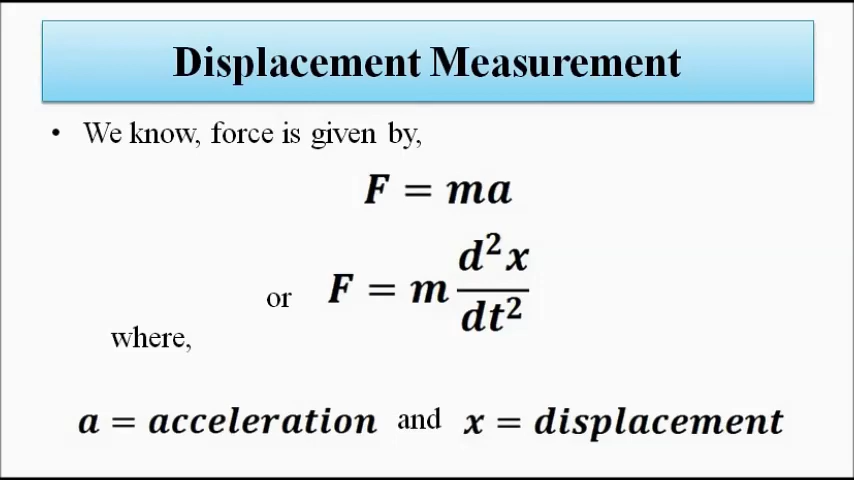 Displacement Measurement
• We know, force is given by,
F = ma
or F = m d²x/dt²
where,
a = acceleration and x = displacement